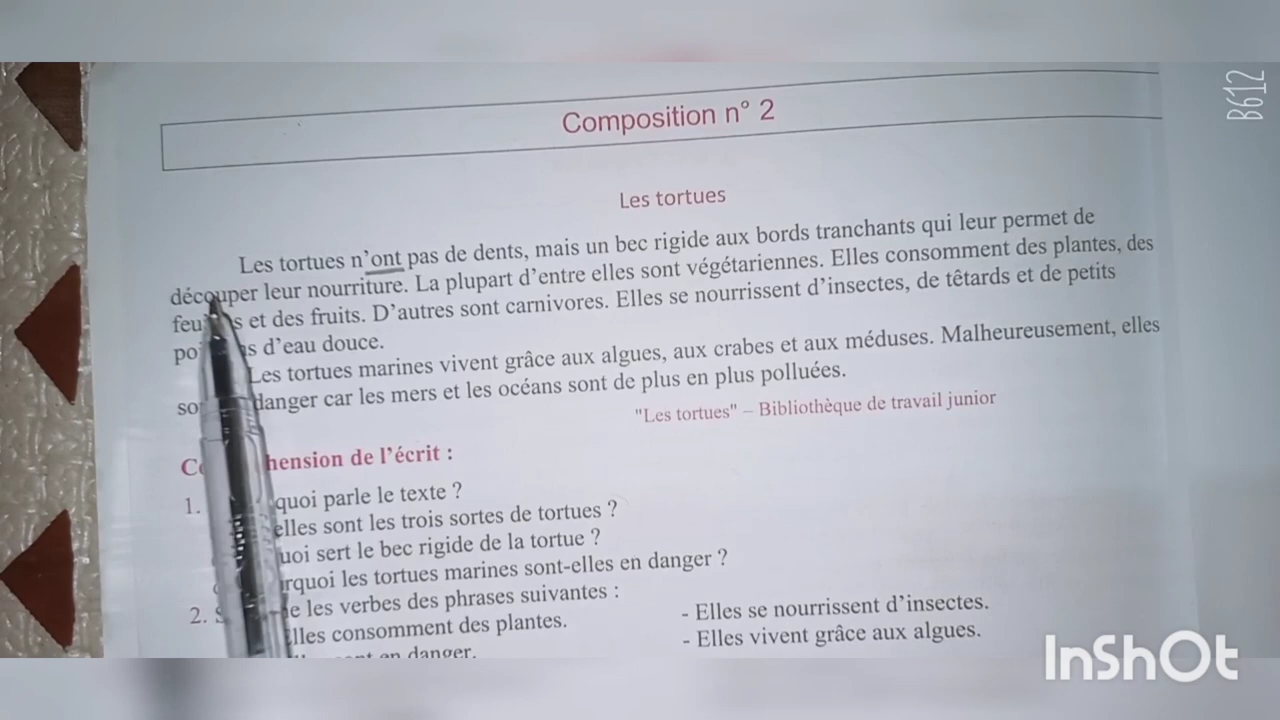 B612
Composition n° 2
Les tortues
Les tortues n'ont pas de dents, mais un bec rigide aux bords tranchants qui leur permet de
découper leur nourriture. La plupart d'entre elles sont végétariennes. Elles consomment des plantes, des
et des fruits. D'autres sont carnivores. Elles se nourrissent d'insectes, de têtards et de petits
d'eau douce.
Les tortues marines vivent grâce aux algues, aux crabes et aux méduses. Malheureusement, elles
danger car les mers et les océans sont de plus en plus polluées.
"Les tortues" – Bibliothèque de travail junior
hension de l'écrit :
1. quoi parle le texte ?
elles sont les trois sortes de tortues ?
uoi sert le bec rigide de la tortue ?
rquoi les tortues marines sont-elles en danger ?
2. les verbes des phrases suivantes :
Elles consomment des plantes.
- Elles se nourrissent d'insectes.
en danger.
- Elles vivent grâce aux algues.
InShOt